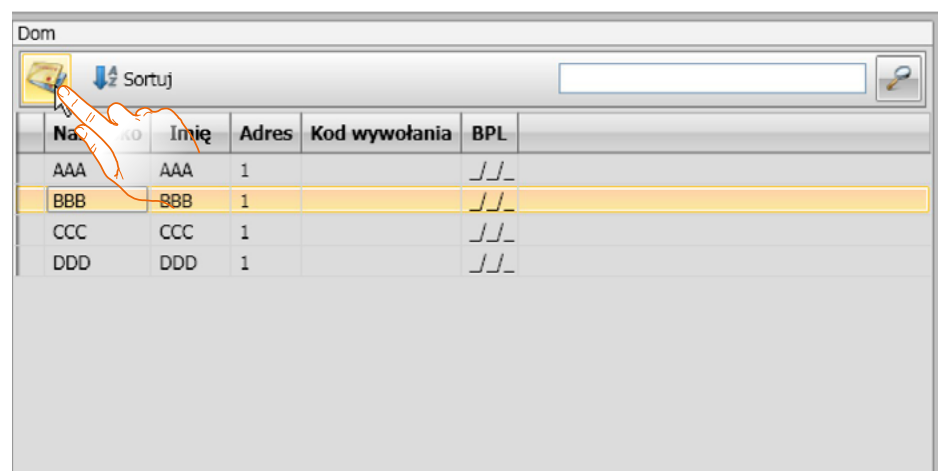 Dom
Sortuj
Imię Adres Kod wywołania BPL
AAA AAA 1 _/_/_
BBB BBB 1 _/_/_
CCC CCC 1 _/_/_
DDD DDD 1 _/_/_